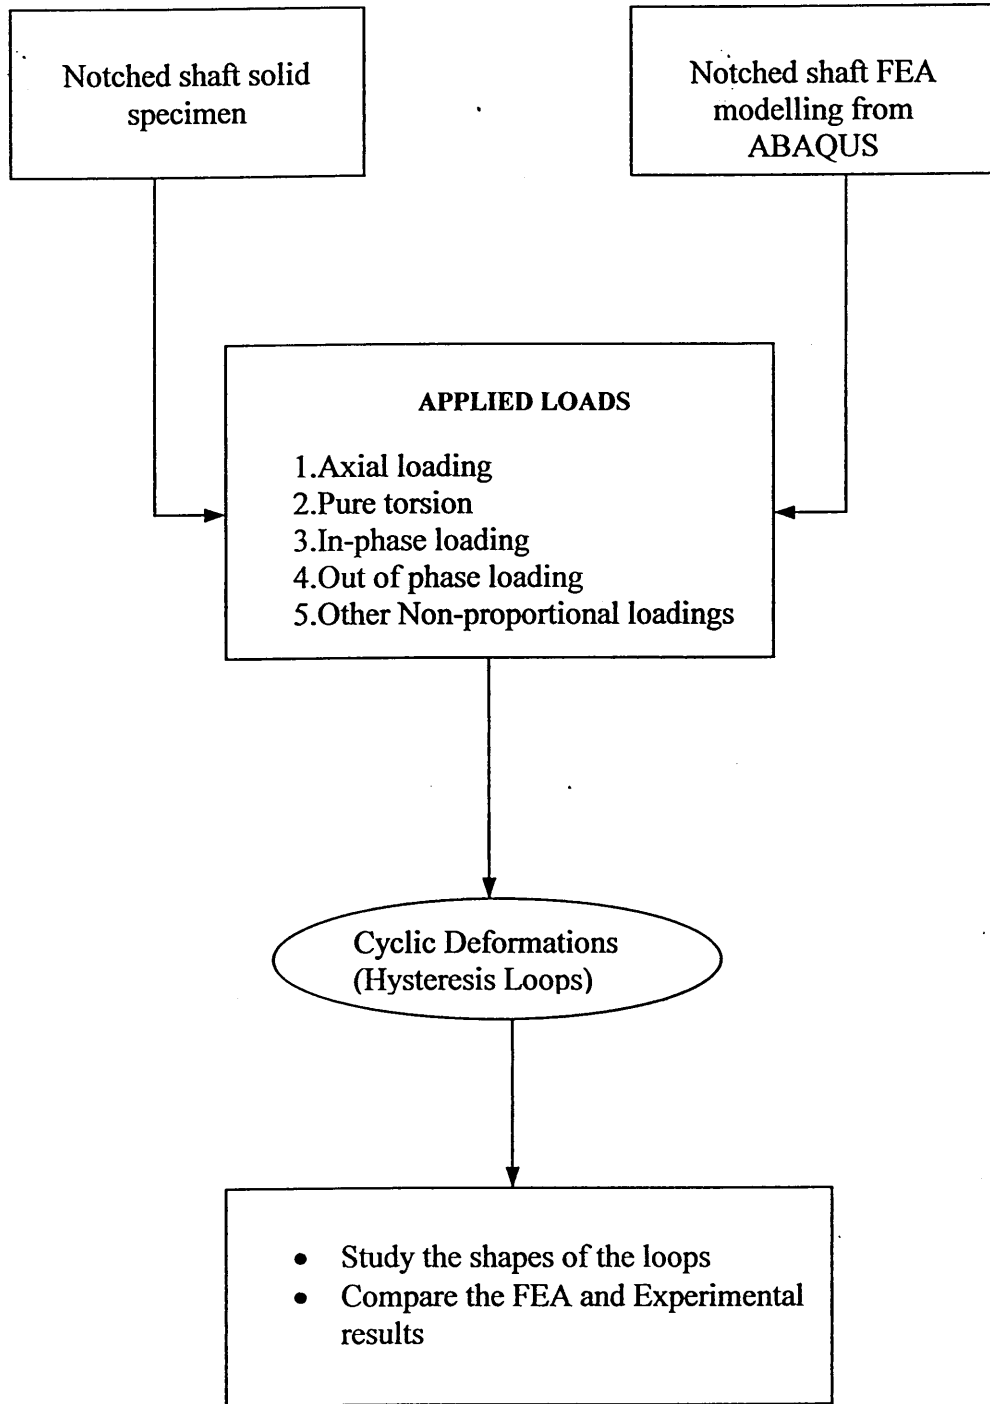 Notched shaft solid
specimen
Notched shaft FEA
modelling from
ABAQUS
APPLIED LOADS
1.Axial loading
2.Pure torsion
3.In-phase loading
4.Out of phase loading
5.Other Non-proportional loadings
Cyclic Deformations
(Hysteresis Loops)
• Study the shapes of the loops
• Compare the FEA and Experimental
results